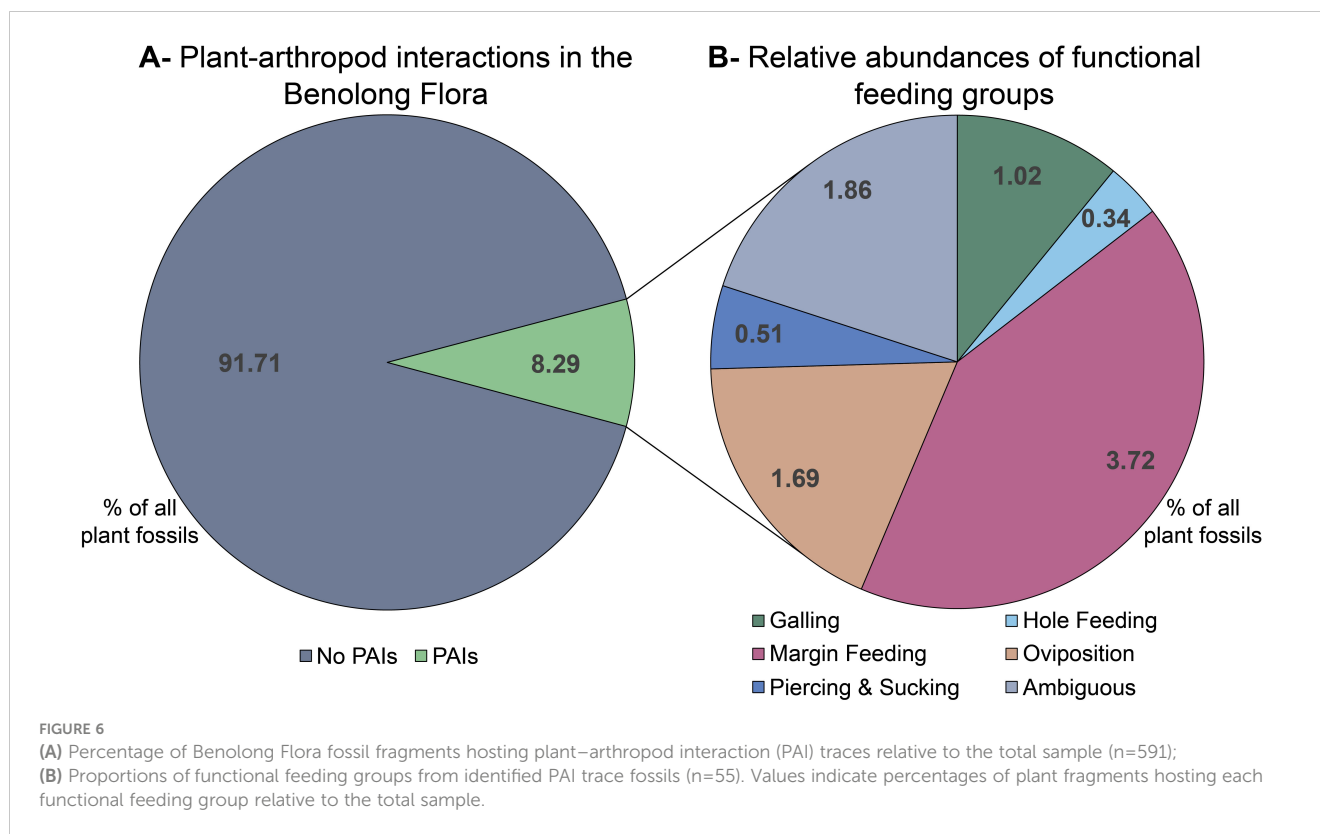 A- Plant-arthropod interactions in the
Benolong Flora
91.71
8.29
% of all
plant fossils
No PAIs PAIs
B- Relative abundances of functional
feeding groups
1.86
1.02
0.34
0.51
3.72
1.69
% of all
plant fossils
Galling Hole Feeding
Margin Feeding Oviposition
Piercing & Sucking Ambiguous
FIGURE 6
(A) Percentage of Benolong Flora fossil fragments hosting plant–arthropod interaction (PAI) traces relative to the total sample (n=591);
(B) Proportions of functional feeding groups from identified PAI trace fossils (n=55). Values indicate percentages of plant fragments hosting each
functional feeding group relative to the total sample.